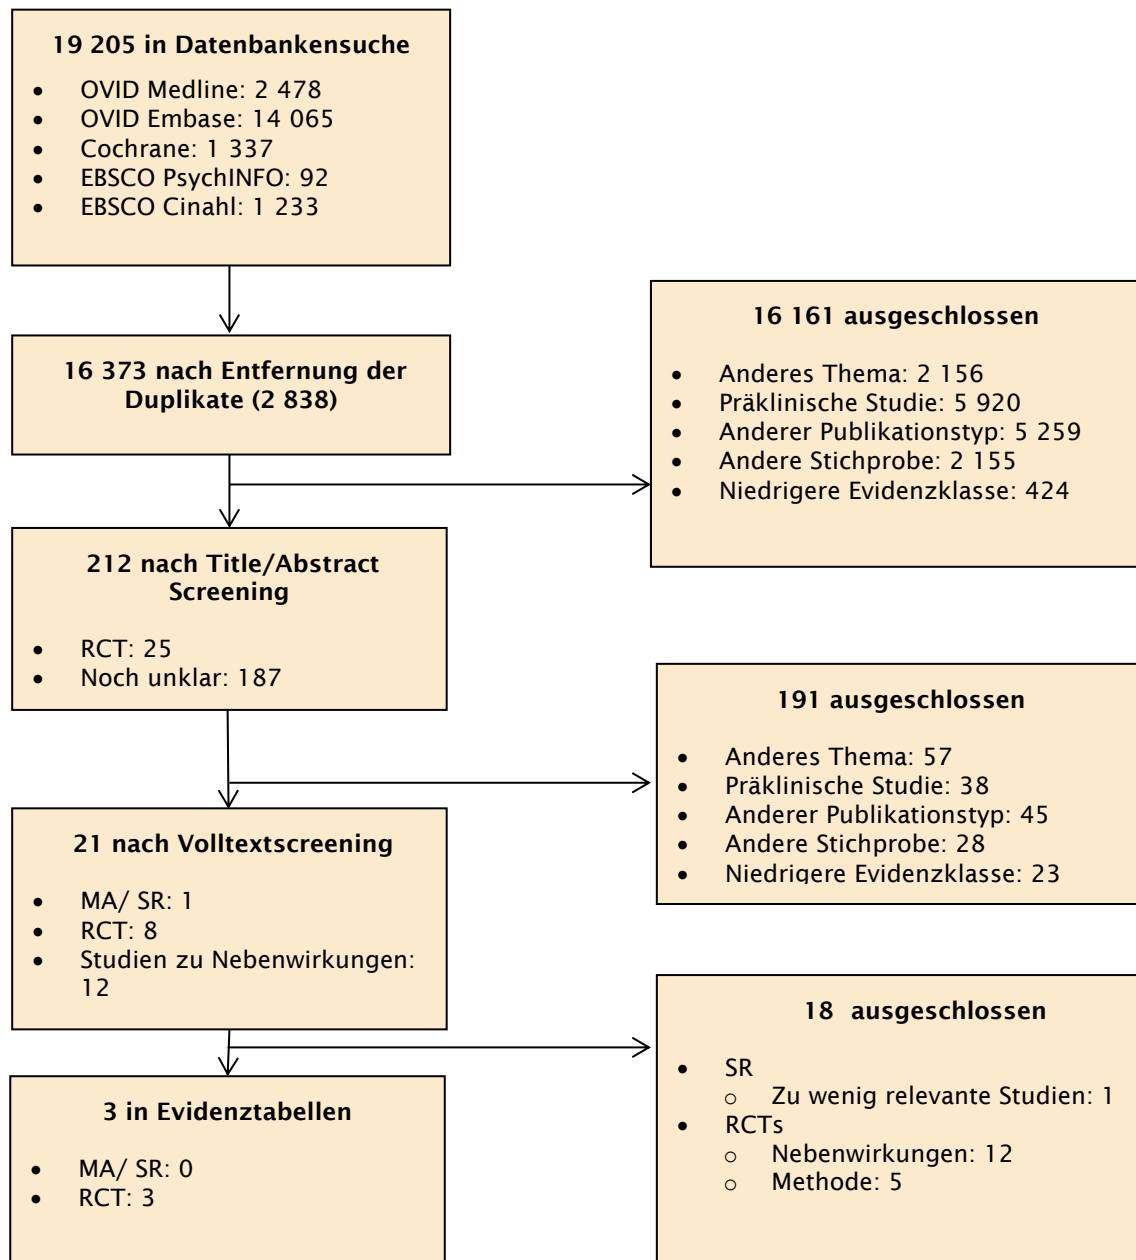 19 205 in Datenbankensuche
• OVID Medline: 2 478
• OVID Embase: 14 065
• Cochrane: 1 337
• EBSCO PsychINFO: 92
• EBSCO Cinahl: 1 233
16 373 nach Entfernung der
Duplikate (2 838)
16 161 ausgeschlossen
• Anderes Thema: 2 156
• Präklinische Studie: 5 920
• Anderer Publikationstyp: 5 259
• Andere Stichprobe: 2 155
• Niedrigere Evidenzklasse: 424
212 nach Title/Abstract
Screening
• RCT: 25
• Noch unklar: 187
191 ausgeschlossen
• Anderes Thema: 57
• Präklinische Studie: 38
• Anderer Publikationstyp: 45
• Andere Stichprobe: 28
• Niedrigere Evidenzklasse: 23
21 nach Volltextscreening
• MA/ SR: 1
• RCT: 8
• Studien zu Nebenwirkungen:
12
18 ausgeschlossen
• SR
o Zu wenig relevante Studien: 1
• RCTs
o Nebenwirkungen: 12
o Methode: 5
3 in Evidenztabellen
• MA/ SR: 0
• RCT: 3